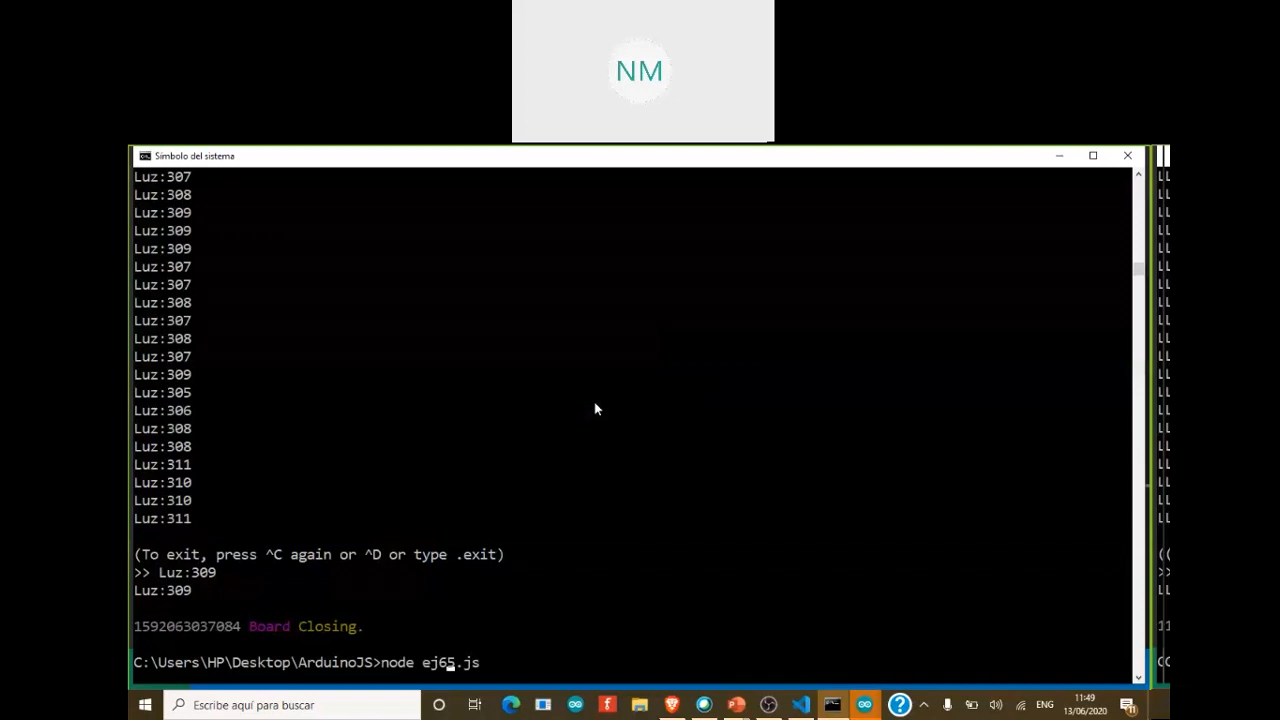 NM
Símbolo del sistema
Luz:307
Luz:308
Luz:309
Luz:309
Luz:309
Luz:307
Luz:307
Luz:308
Luz:307
Luz:308
Luz:307
Luz:309
Luz:305
Luz:306
Luz:308
Luz:308
Luz:311
Luz:310
Luz:310
Luz:311
(To exit, press ^C again or ^D or type .exit)
>> Luz:309
Luz:309
1592063037084 Board Closing.
C:\Users\HP\Desktop\ArduinoJS>node ej65.js
Escribe aquí para buscar
ENG
11:49
13/06/2020